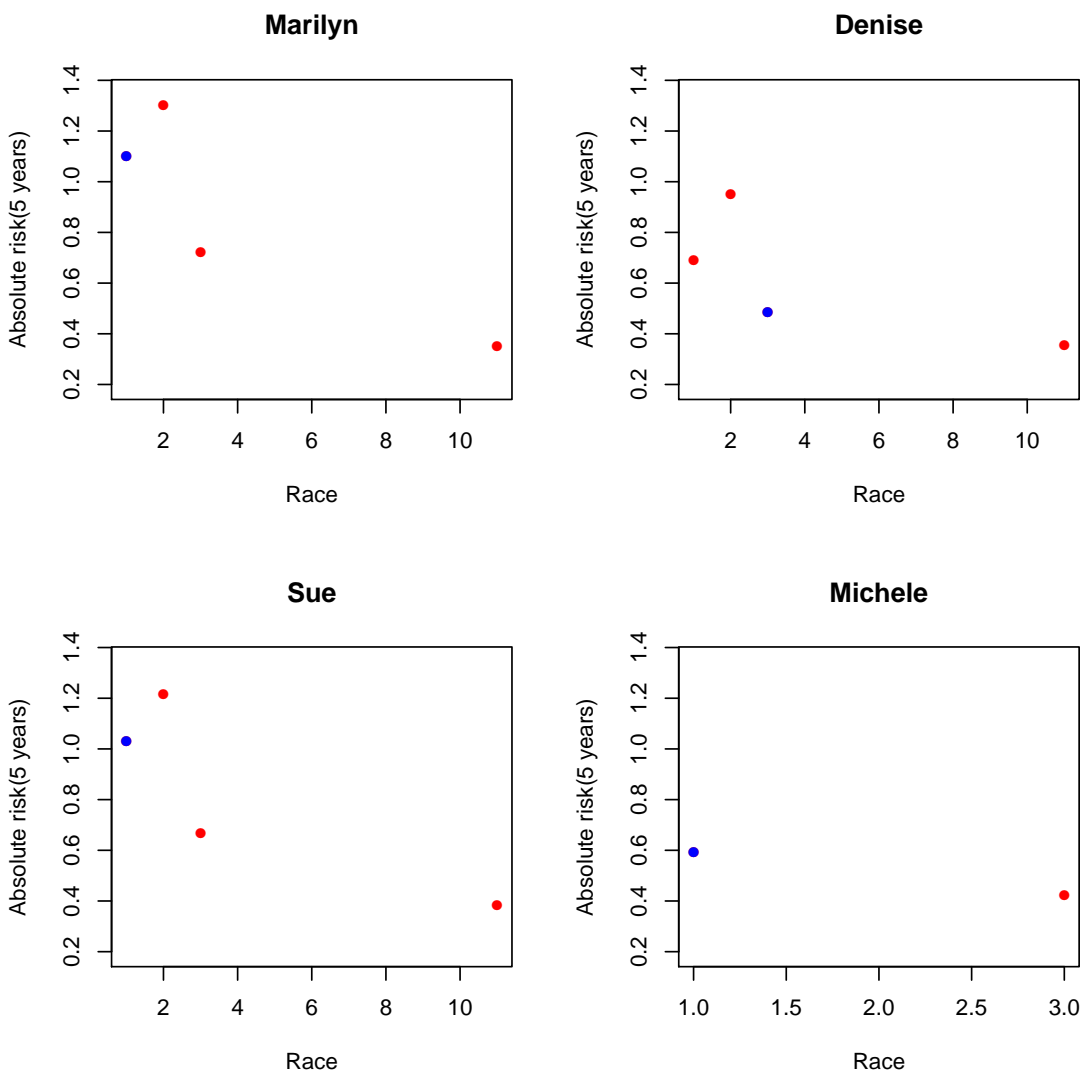 Marilyn
Absolute risk(5 years)
0.2 0.4 0.6 0.8 1.0 1.2 1.4
2 4 6 8 10
Race
Denise
Absolute risk(5 years)
0.2 0.4 0.6 0.8 1.0 1.2 1.4
2 4 6 8 10
Race
Sue
Absolute risk(5 years)
0.2 0.4 0.6 0.8 1.0 1.2 1.4
2 4 6 8 10
Race
Michele
Absolute risk(5 years)
0.2 0.4 0.6 0.8 1.0 1.2 1.4
1.0 1.5 2.0 2.5 3.0
Race